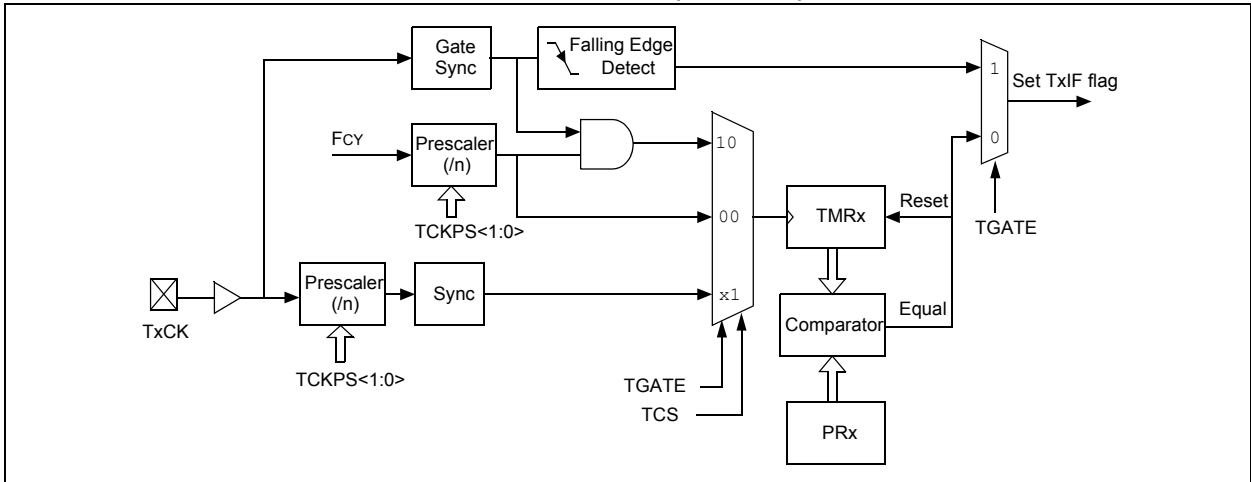 Gate
Sync
Falling Edge
Detect
1
Set TxIF flag
0
TGATE
FCY
Prescaler
(/n)
TCKPS<1:0>
10
00
x1
TMRx
Reset
Comparator
Equal
PRx
TxCK
Prescaler
(/n)
Sync
TCKPS<1:0>
TGATE
TCS